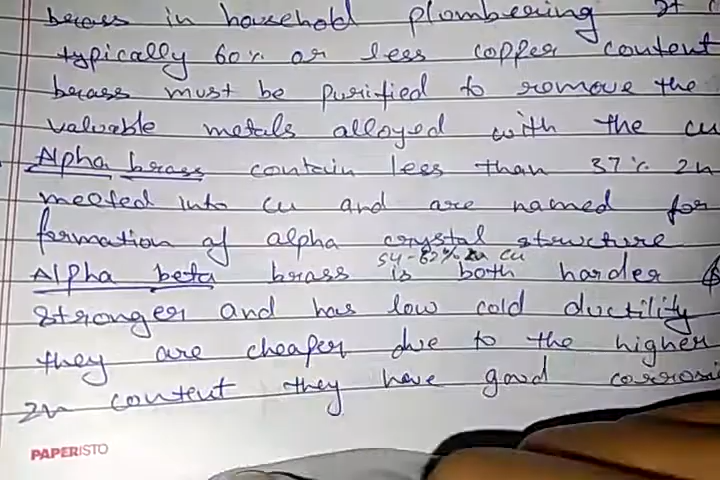 brass in household plombering 2t
typically 60% or less copper content
brass must be purified to remove the
valuable metals alloyed with the cu
Alpha brass contain less than 37% zn
melted into cu and are named for
formation of alpha crystal structure
54-62% cu
Alpha beta brass is both harder &
stronger and has low cold ductility
they are cheaper due to the higher
zn content they have good corrosi
PAPERISTO